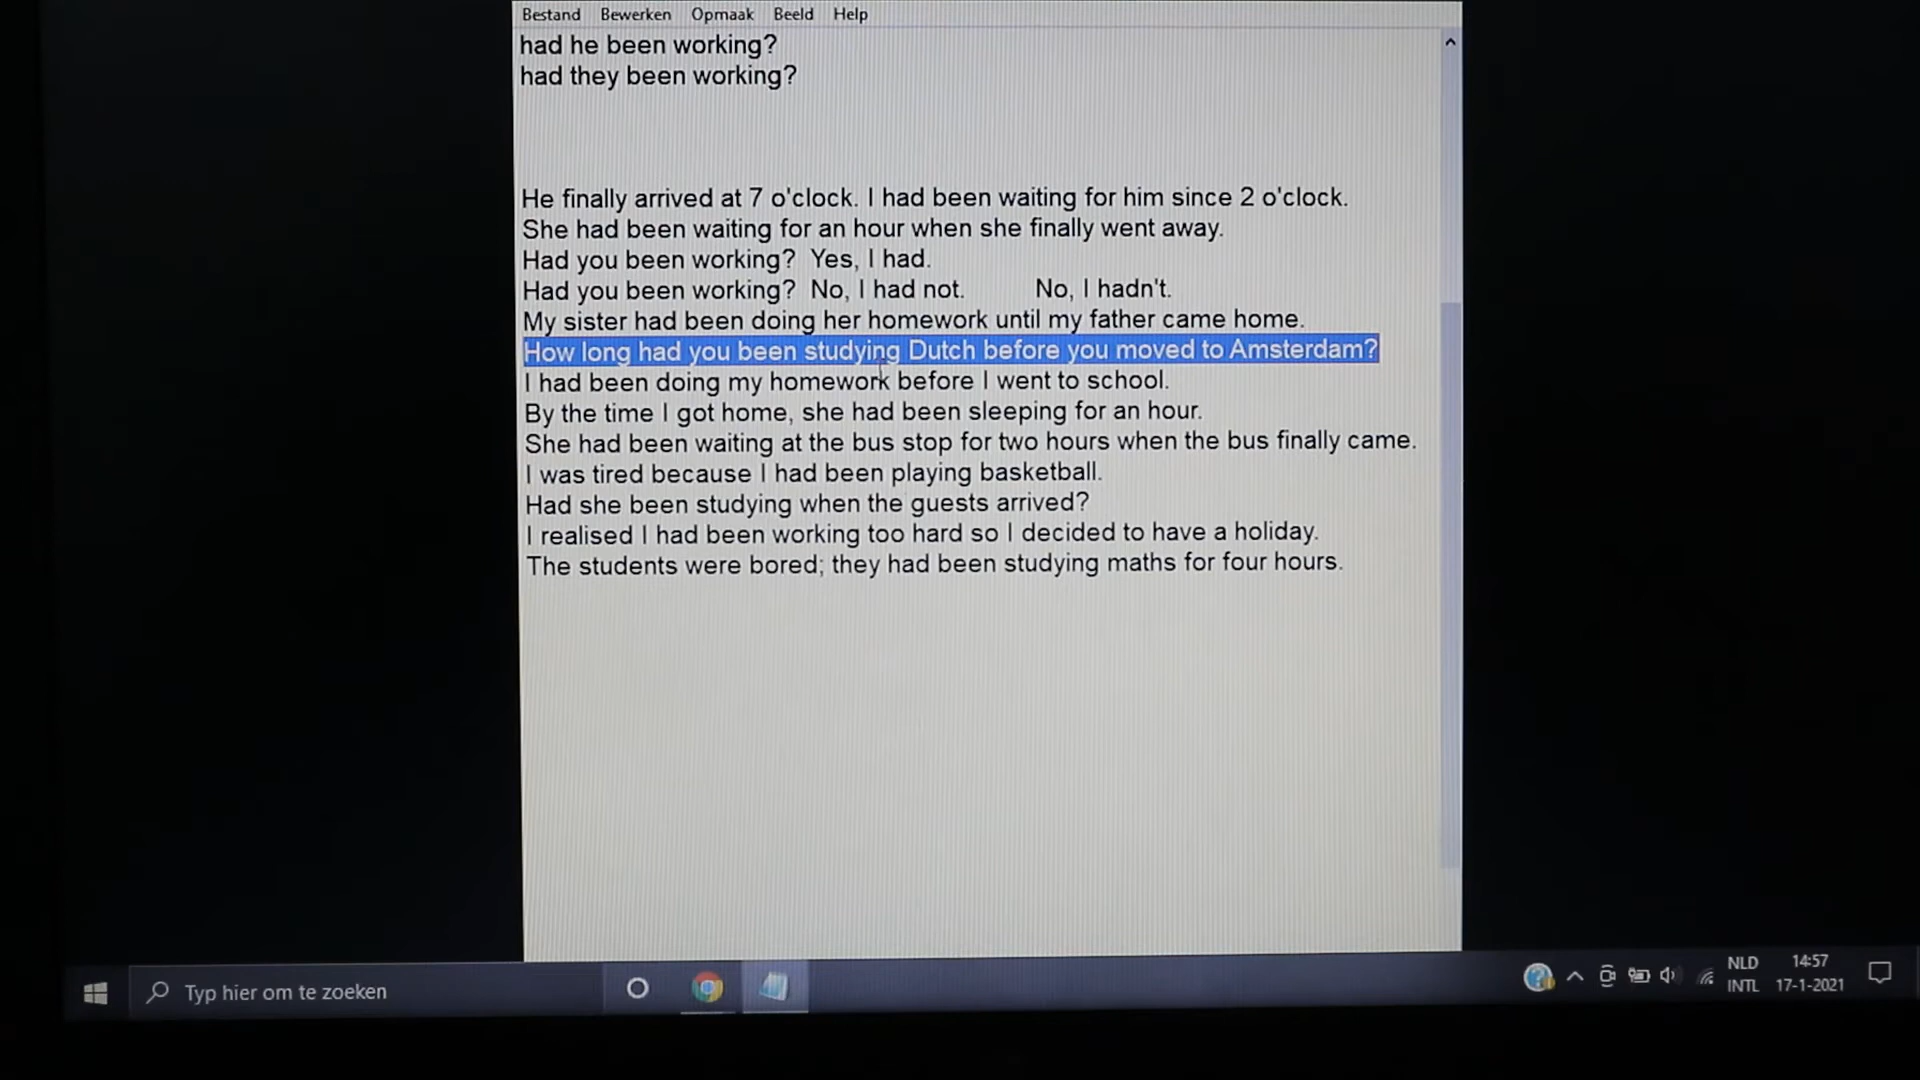 Bestand Bewerken Opmaak Beeld Help
had he been working?
had they been working?
He finally arrived at 7 o'clock. I had been waiting for him since 2 o'clock.
She had been waiting for an hour when she finally went away.
Had you been working? Yes, I had.
Had you been working? No, I had not. No, I hadn't.
My sister had been doing her homework until my father came home.
How long had you been studying Dutch before you moved to Amsterdam?
I had been doing my homework before I went to school.
By the time I got home, she had been sleeping for an hour.
She had been waiting at the bus stop for two hours when the bus finally came.
I was tired because I had been playing basketball.
Had she been studying when the guests arrived?
I realised I had been working too hard so I decided to have a holiday.
The students were bored; they had been studying maths for four hours.
Typ hier om te zoeken
NLD 14:57
INTL 17-1-2021